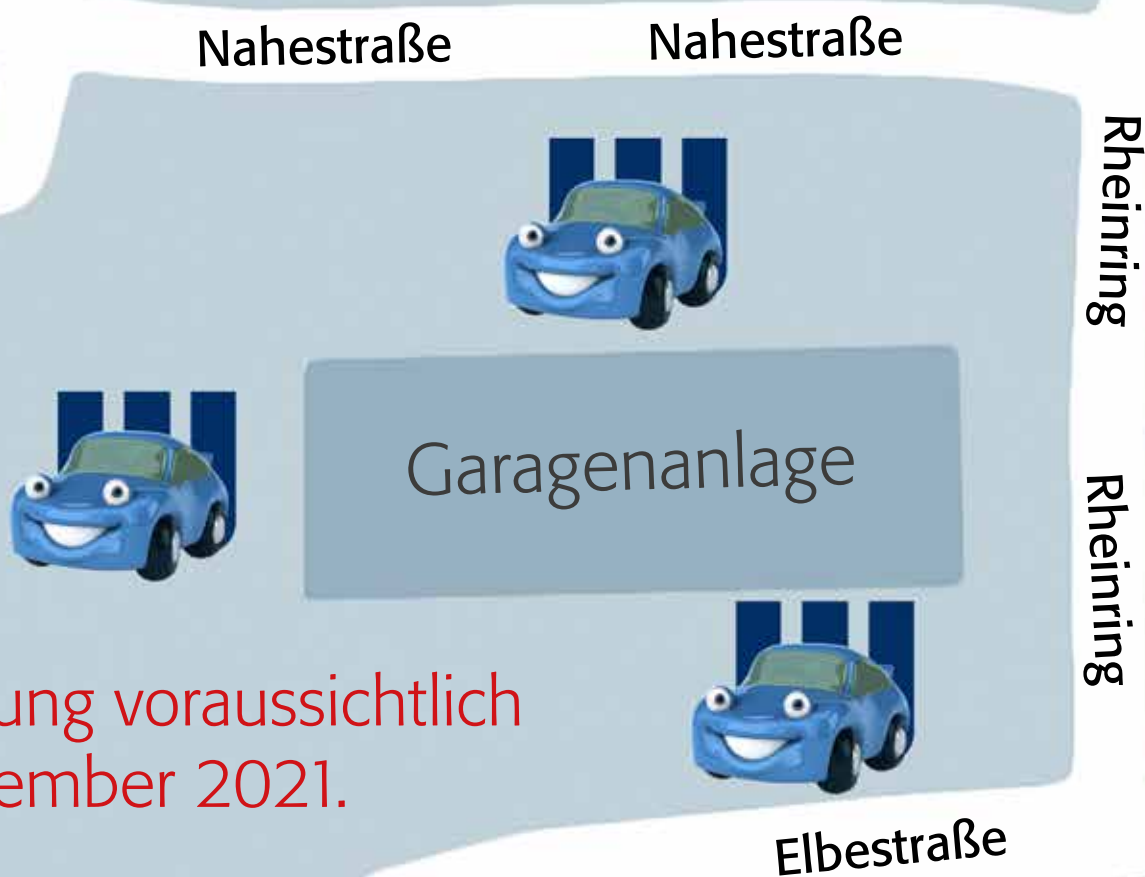 Nahestraße Nahestraße
Rheinring
Garagenanlage
Rheinring
ung voraussichtlich
ember 2021.
Elbestraße